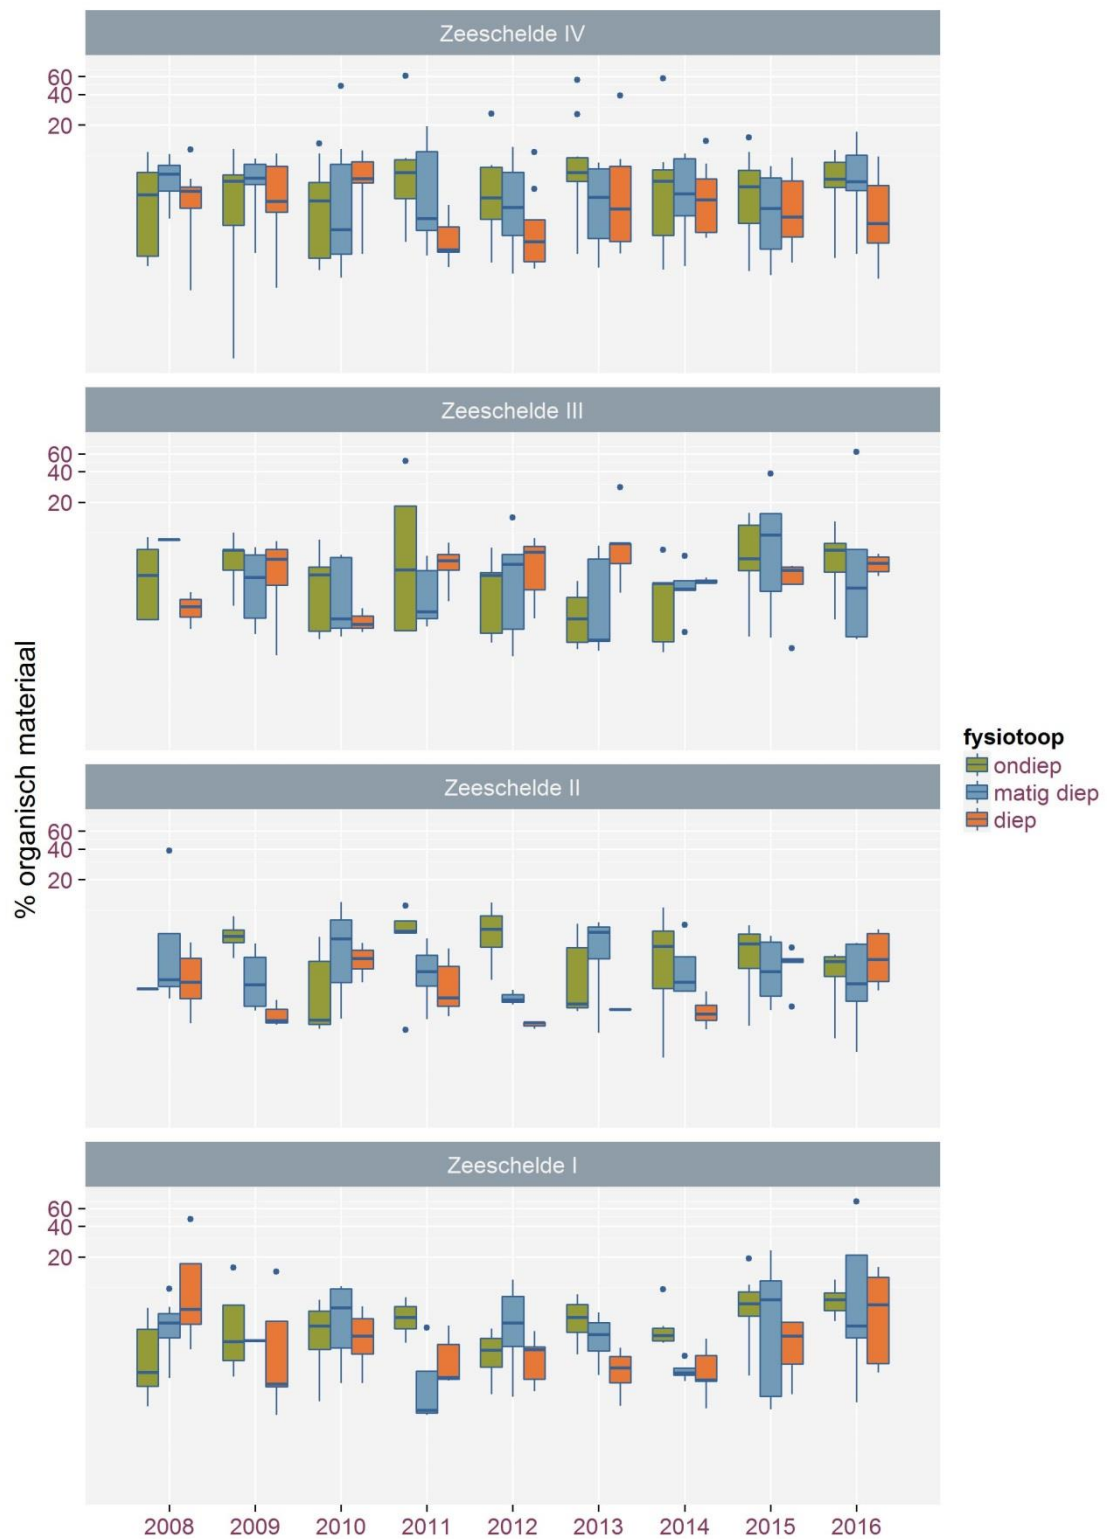 Zeeschelde IV
60
40
20
Zeeschelde III
60
40
20
% organisch materiaal
fysiotoop
ondiep
matig diep
diep
Zeeschelde II
60
40
20
Zeeschelde I
60
40
20
2008 2009 2010 2011 2012 2013 2014 2015 2016